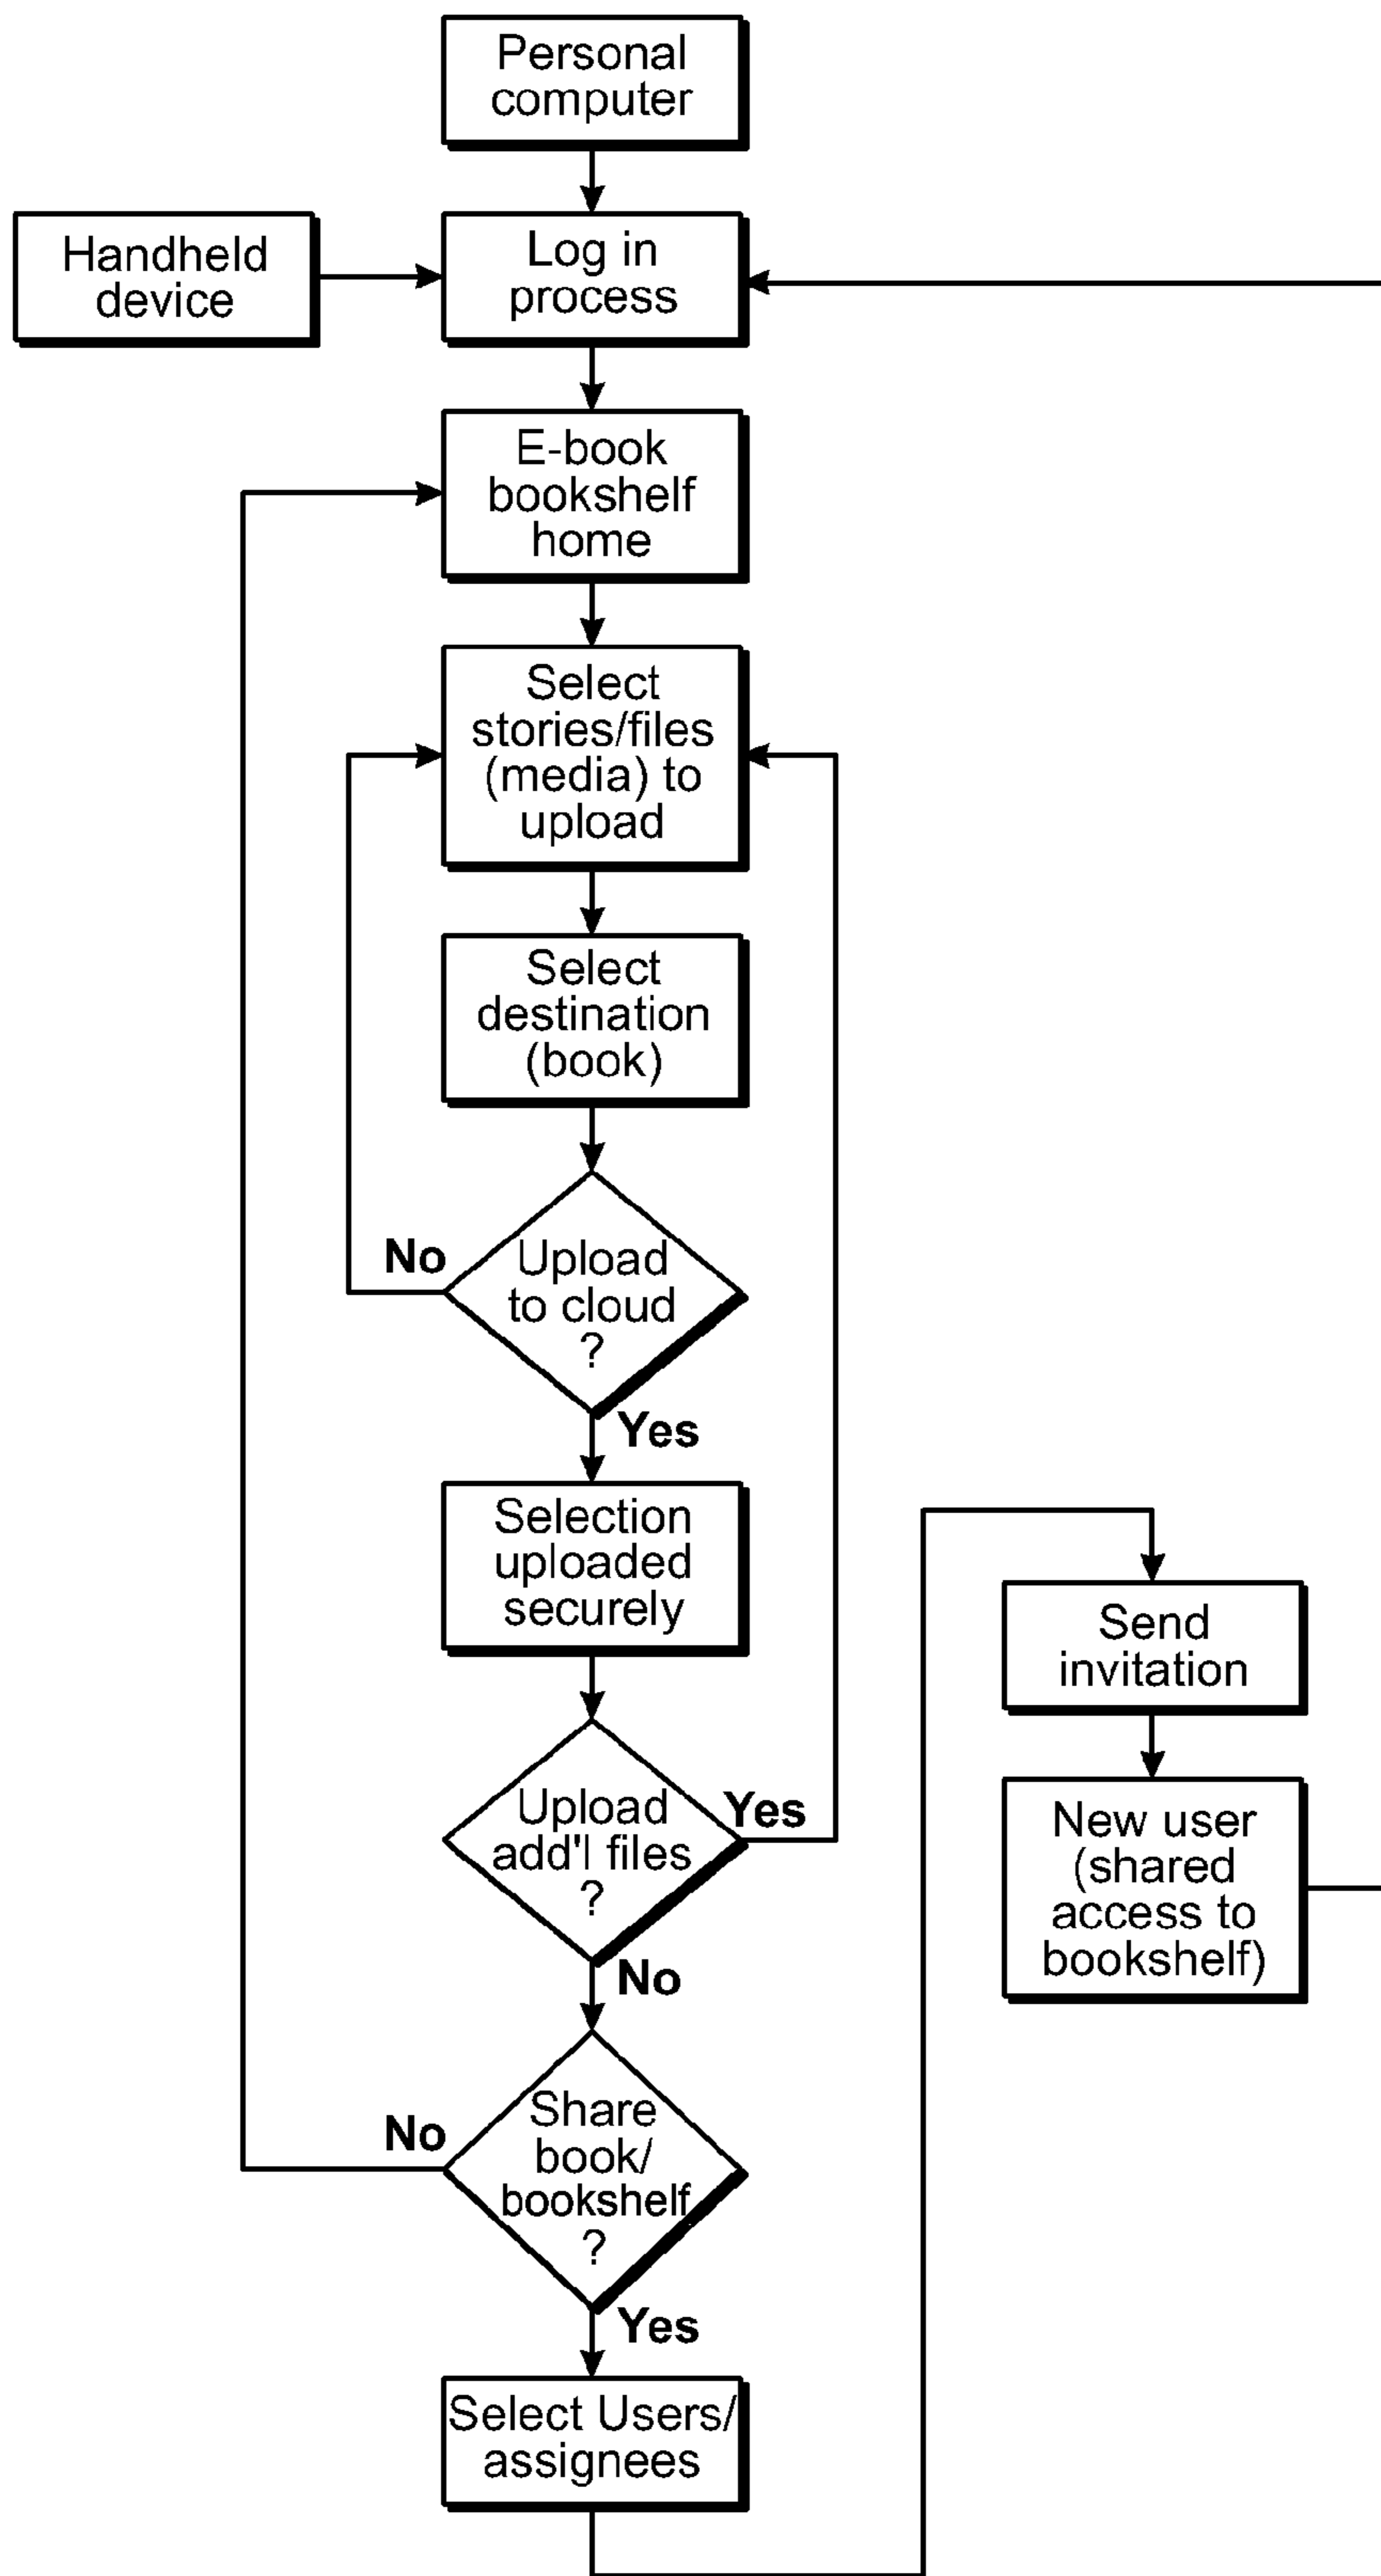 Personal
computer
Handheld
device
Log in
process
E-book
bookshelf
home
Select
stories/files
(media) to
upload
Select
destination
(book)
No
Upload
to cloud
?
Yes
Selection
uploaded
securely
Send
invitation
Upload
add'l files
?
Yes
New user
(shared
access to
bookshelf)
No
Share
book/
bookshelf
?
No
Yes
Select Users/
assignees